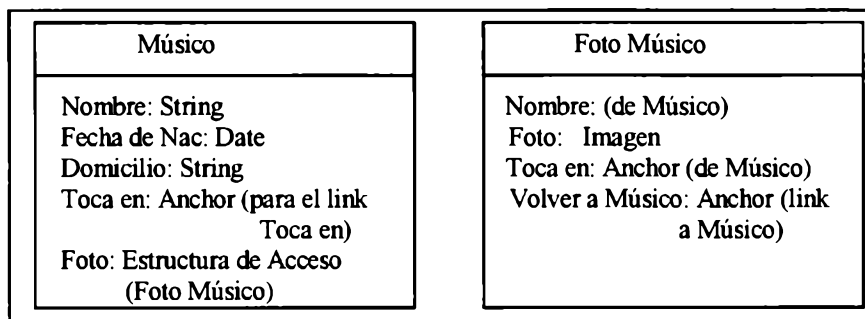 Músico
Nombre: String
Fecha de Nac: Date
Domicilio: String
Toca en: Anchor (para el link
Toca en)
Foto: Estructura de Acceso
(Foto Músico)
Foto Músico
Nombre: (de Músico)
Foto: Imagen
Toca en: Anchor (de Músico)
Volver a Músico: Anchor (link
a Músico)